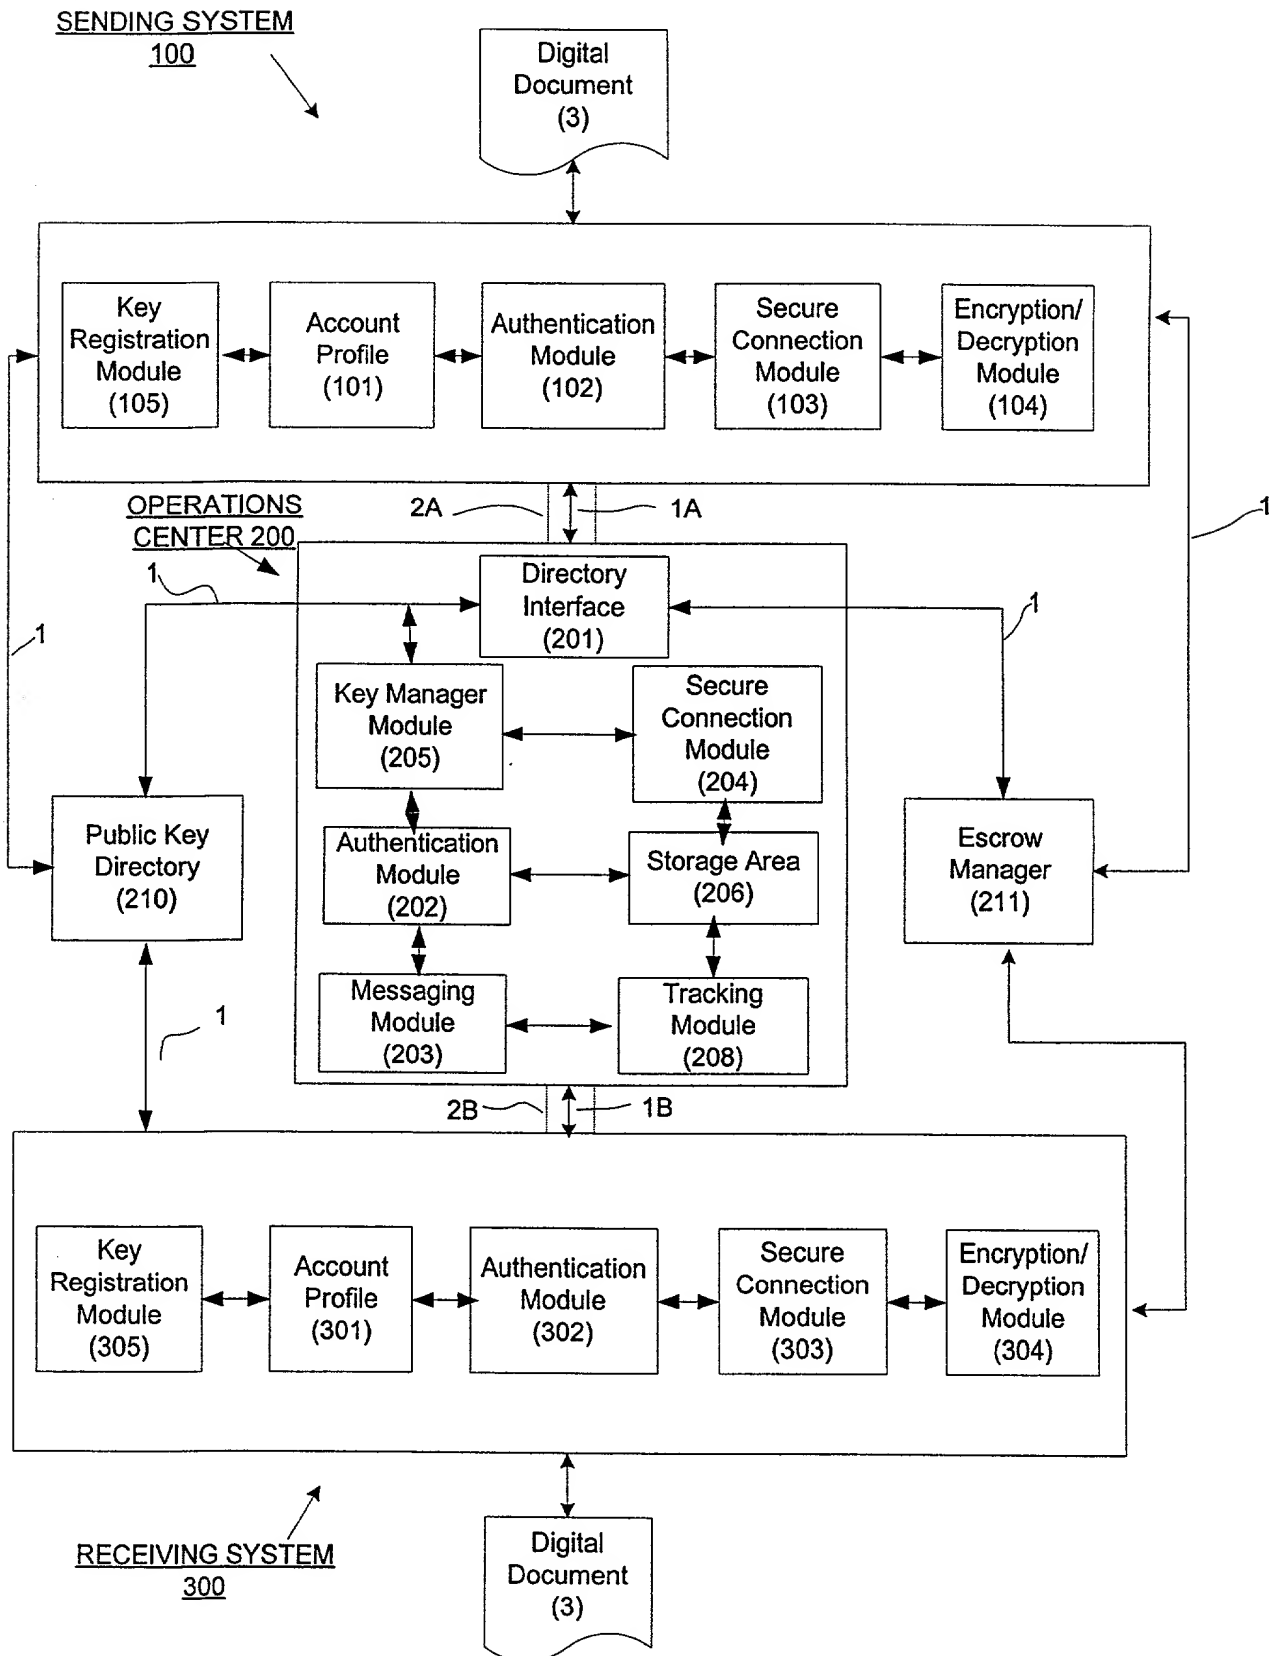 SENDING SYSTEM
100
Digital
Document
(3)
Key
Registration
Module
(105)
Account
Profile
(101)
Authentication
Module
(102)
Secure
Connection
Module
(103)
Encryption/
Decryption
Module
(104)
OPERATIONS
CENTER 200
2A
1A
1
1
1
1
Directory
Interface
(201)
Key Manager
Module
(205)
Secure
Connection
Module
(204)
Public Key
Directory
(210)
Authentication
Module
(202)
Storage Area
(206)
Escrow
Manager
(211)
Messaging
Module
(203)
Tracking
Module
(208)
1
2B
1B
Key
Registration
Module
(305)
Account
Profile
(301)
Authentication
Module
(302)
Secure
Connection
Module
(303)
Encryption/
Decryption
Module
(304)
RECEIVING SYSTEM
300
Digital
Document
(3)